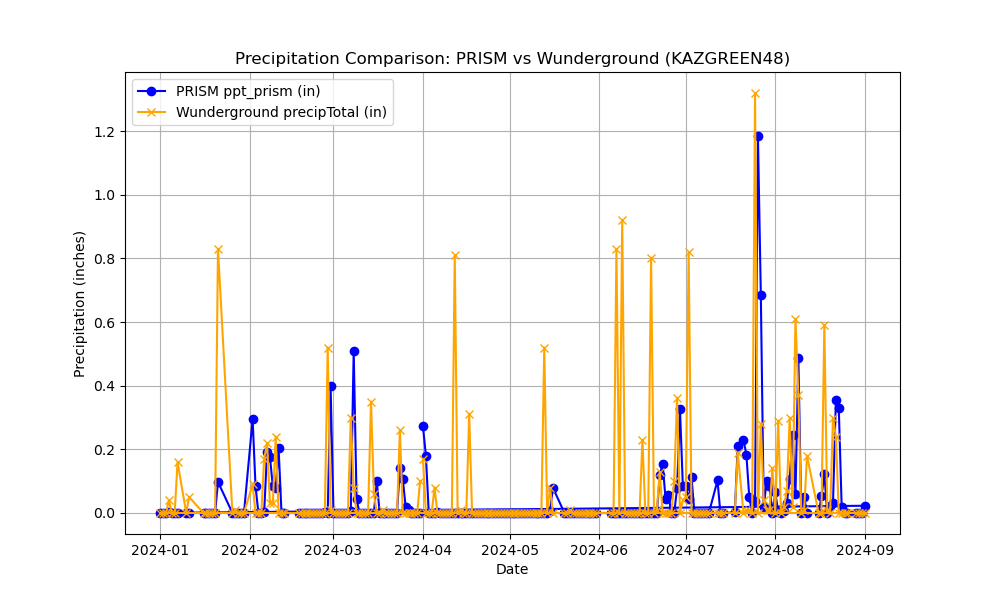 Precipitation Comparison: PRISM vs Wunderground (KAZGREEN48)
PRISM ppt_prism (in)
Wunderground precipTotal (in)
Precipitation (inches)
1.2
1.0
0.8
0.6
0.4
0.2
0.0
2024-01 2024-02 2024-03 2024-04 2024-05 2024-06 2024-07 2024-08 2024-09
Date